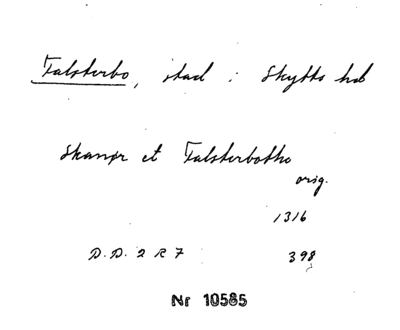 Falsterbo, stad i Skytts hd
Skanør et Falsterbotho
orig.
1316
D.D. 2 R 7 398
Nr 10585